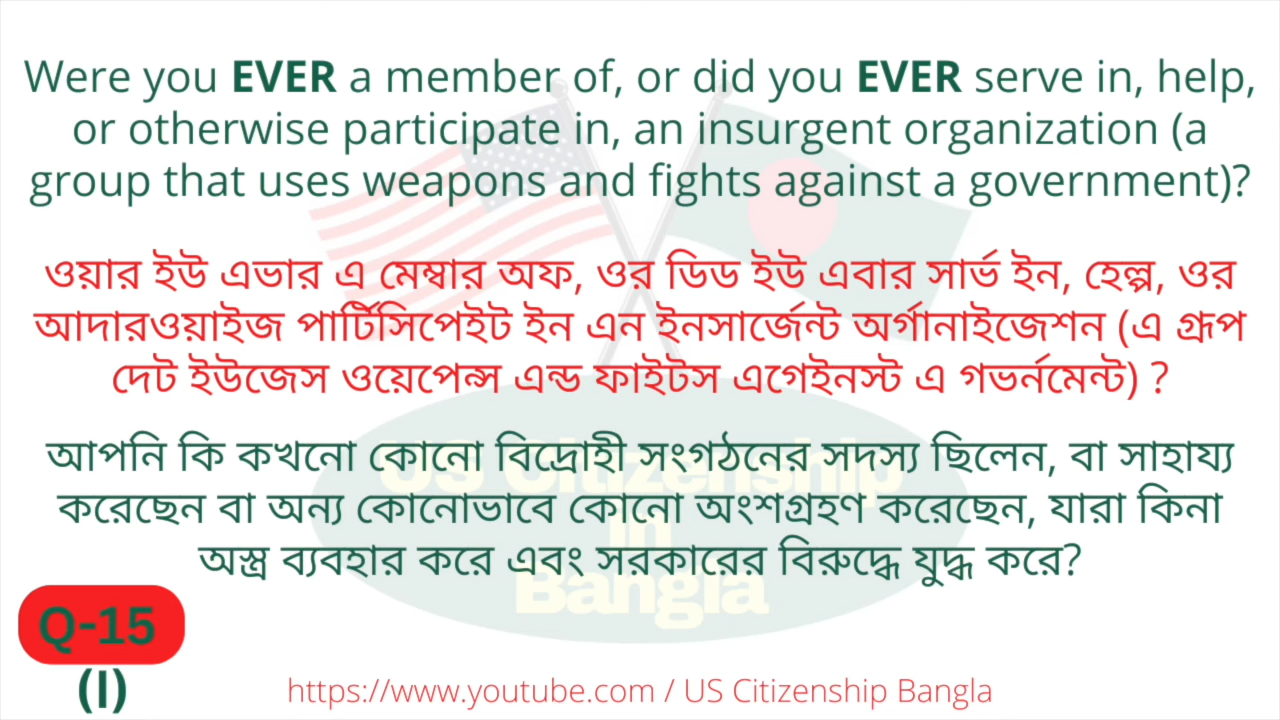 Were you EVER a member of, or did you EVER serve in, help,
or otherwise participate in, an insurgent organization (a
group that uses weapons and fights against a government)?
ওয়ার ইউ এভার এ মেম্বার অফ, ওর ডিড ইউ এবার সার্ভ ইন, হেল্প, ওর
আদারওয়াইজ পার্টিসিপেইট ইন এন ইনসার্জেন্ট অর্গানাইজেশন (এ গ্রূপ
দেট ইউজেস ওয়েপেন্স এন্ড ফাইটস এগেইনস্ট এ গভর্নমেন্ট) ?
আপনি কি কখনো কোনো বিদ্রোহী সংগঠনের সদস্য ছিলেন, বা সাহায্য
করেছেন বা অন্য কোনোভাবে কোনো অংশগ্রহণ করেছেন, যারা কিনা
অস্ত্র ব্যবহার করে এবং সরকারের বিরুদ্ধে যুদ্ধ করে?
US Citizenship
in
Bangla
Q-15
(I)
https://www.youtube.com / US Citizenship Bangla